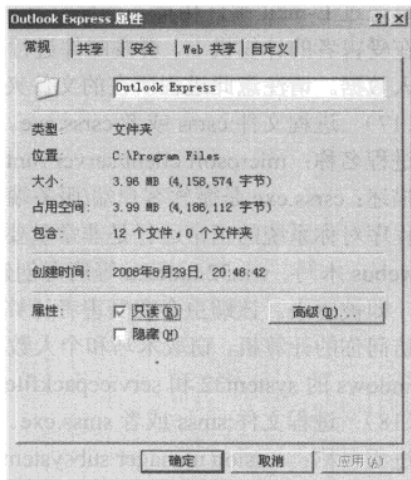 Outlook Express 属性
常规 共享 安全 Web 共享 自定义
Outlook Express
类型 文件夹
位置 C:\Program Files
大小: 3.96 MB (4,158,574 字节)
占用空间: 3.99 MB (4,186,112 字节)
包含: 12 个文件,0 个文件夹
创建时间: 2008年8月29日, 20:48:42
属性: 只读(R) 高级(D)...
隐藏(H)
确定 取消 应用(A)